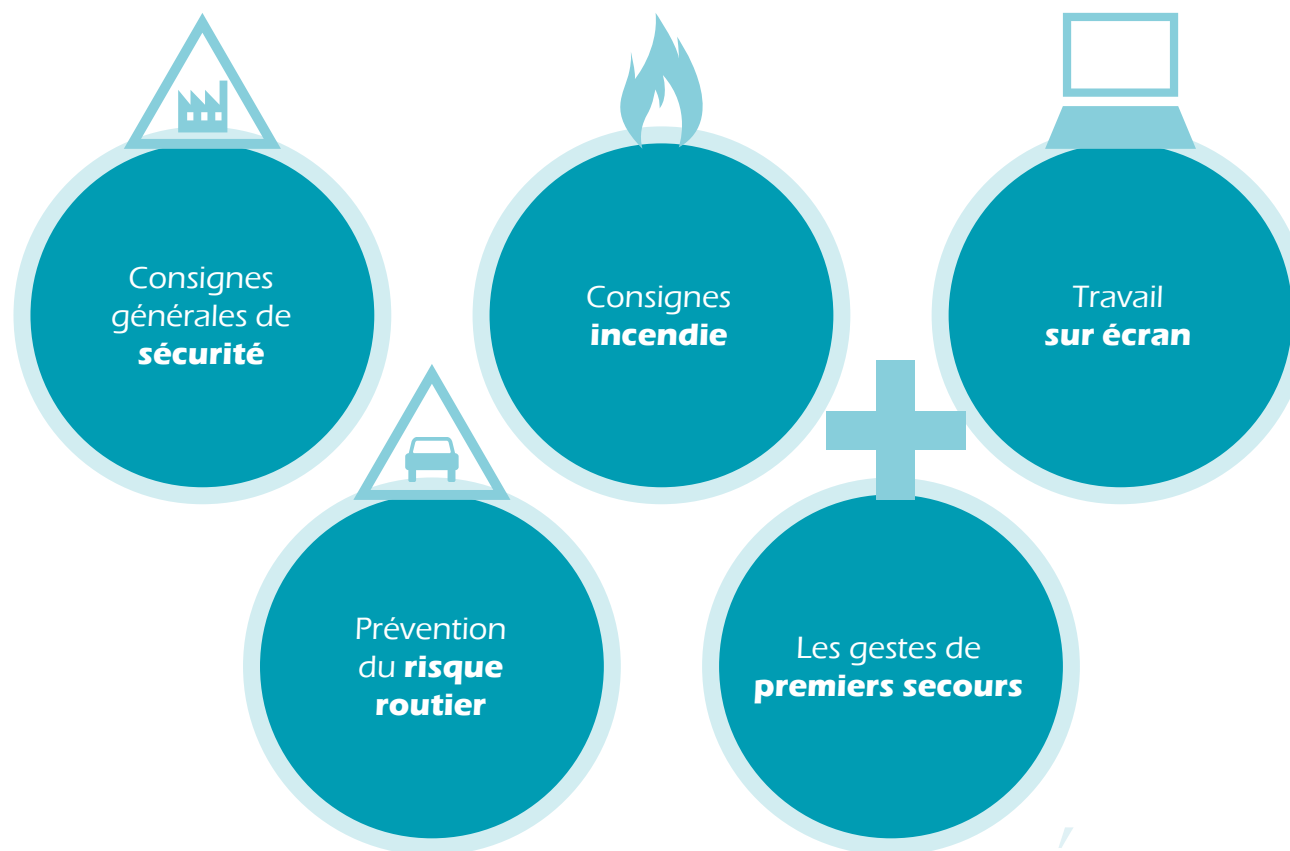 Consignes
générales de
sécurité
Consignes
incendie
Travail
sur écran
Prévention
du risque
routier
Les gestes de
premiers secours